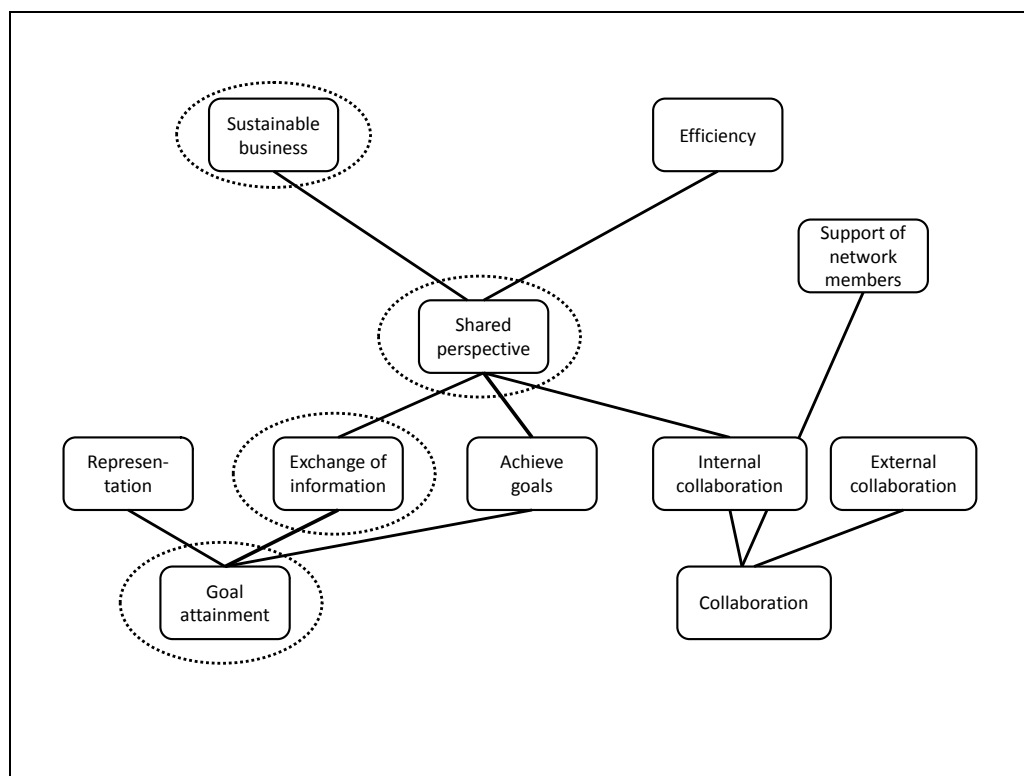 Sustainable
business
Efficiency
Support of
network
members
Shared
perspective
Represen-
tation
Exchange of
information
Achieve
goals
Internal
collaboration
External
collaboration
Goal
attainment
Collaboration